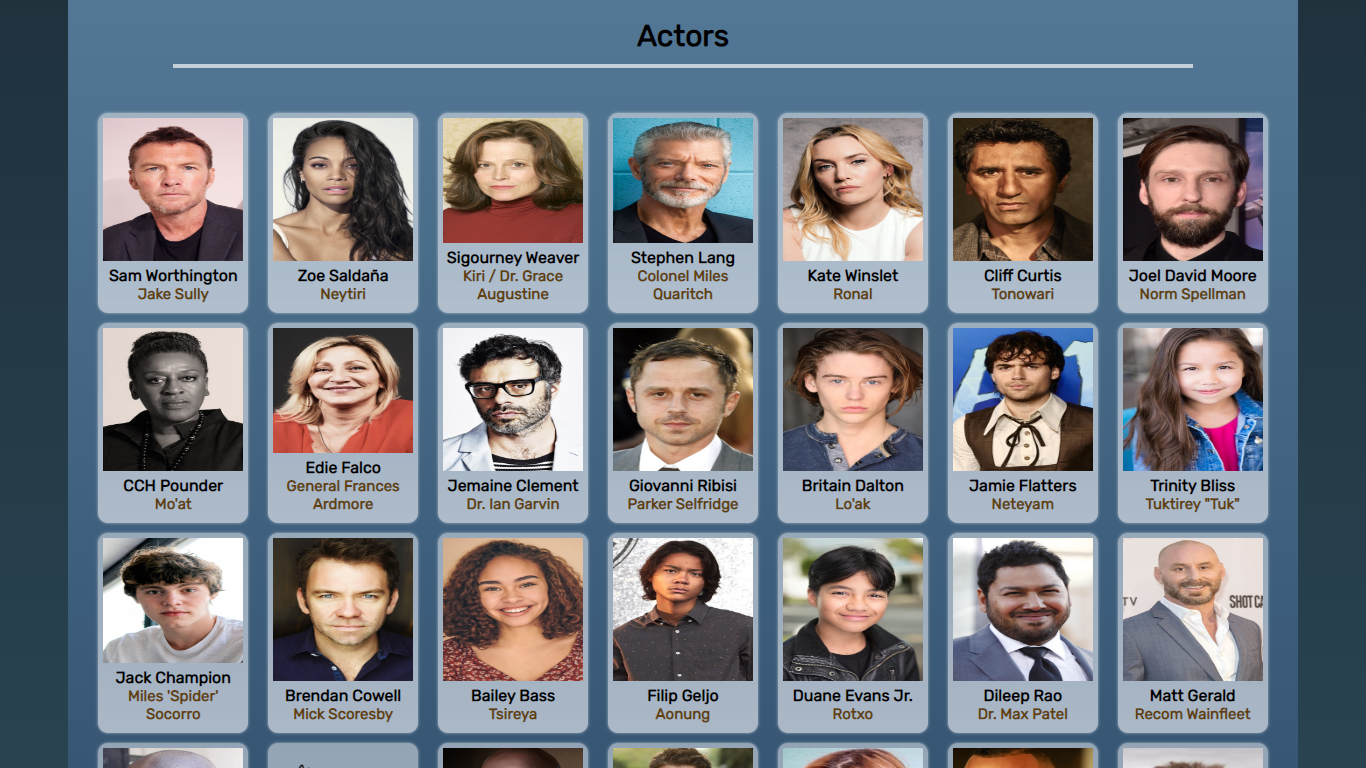 Actors
Sam Worthington
Jake Sully
Zoe Saldaña
Neytiri
Sigourney Weaver
Kiri / Dr. Grace
Augustine
Stephen Lang
Colonel Miles
Quaritch
Kate Winslet
Ronal
Cliff Curtis
Tonowari
Joel David Moore
Norm Spellman
CCH Pounder
Mo'at
Edie Falco
General Frances
Ardmore
Jemaine Clement
Dr. Ian Garvin
Giovanni Ribisi
Parker Selfridge
Britain Dalton
Lo'ak
Jamie Flatters
Neteyam
Trinity Bliss
Tuktirey "Tuk"
Jack Champion
Miles 'Spider'
Socorro
Brendan Cowell
Mick Scoresby
Bailey Bass
Tsireya
Filip Geljo
Aonung
Duane Evans Jr.
Rotxo
Dileep Rao
Dr. Max Patel
TV
SHOT CA
Matt Gerald
Recom Wainfleet